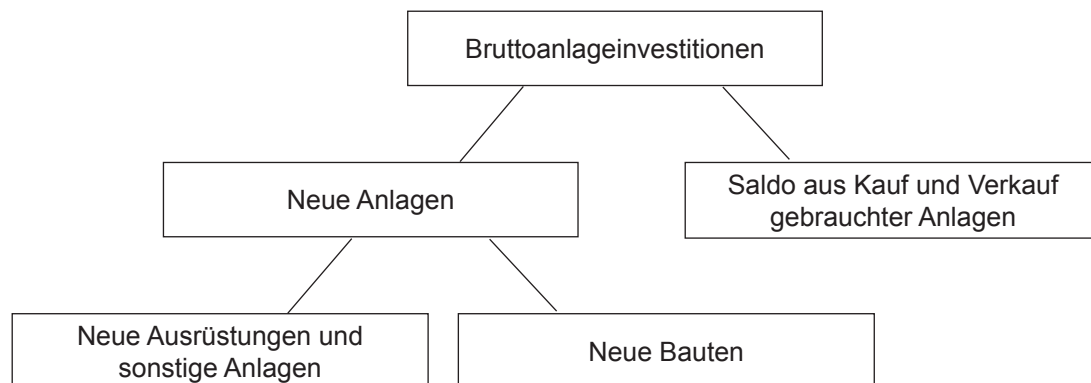 Bruttoanlageinvestitionen
Neue Anlagen
Saldo aus Kauf und Verkauf
gebrauchter Anlagen
Neue Ausrüstungen und
sonstige Anlagen
Neue Bauten